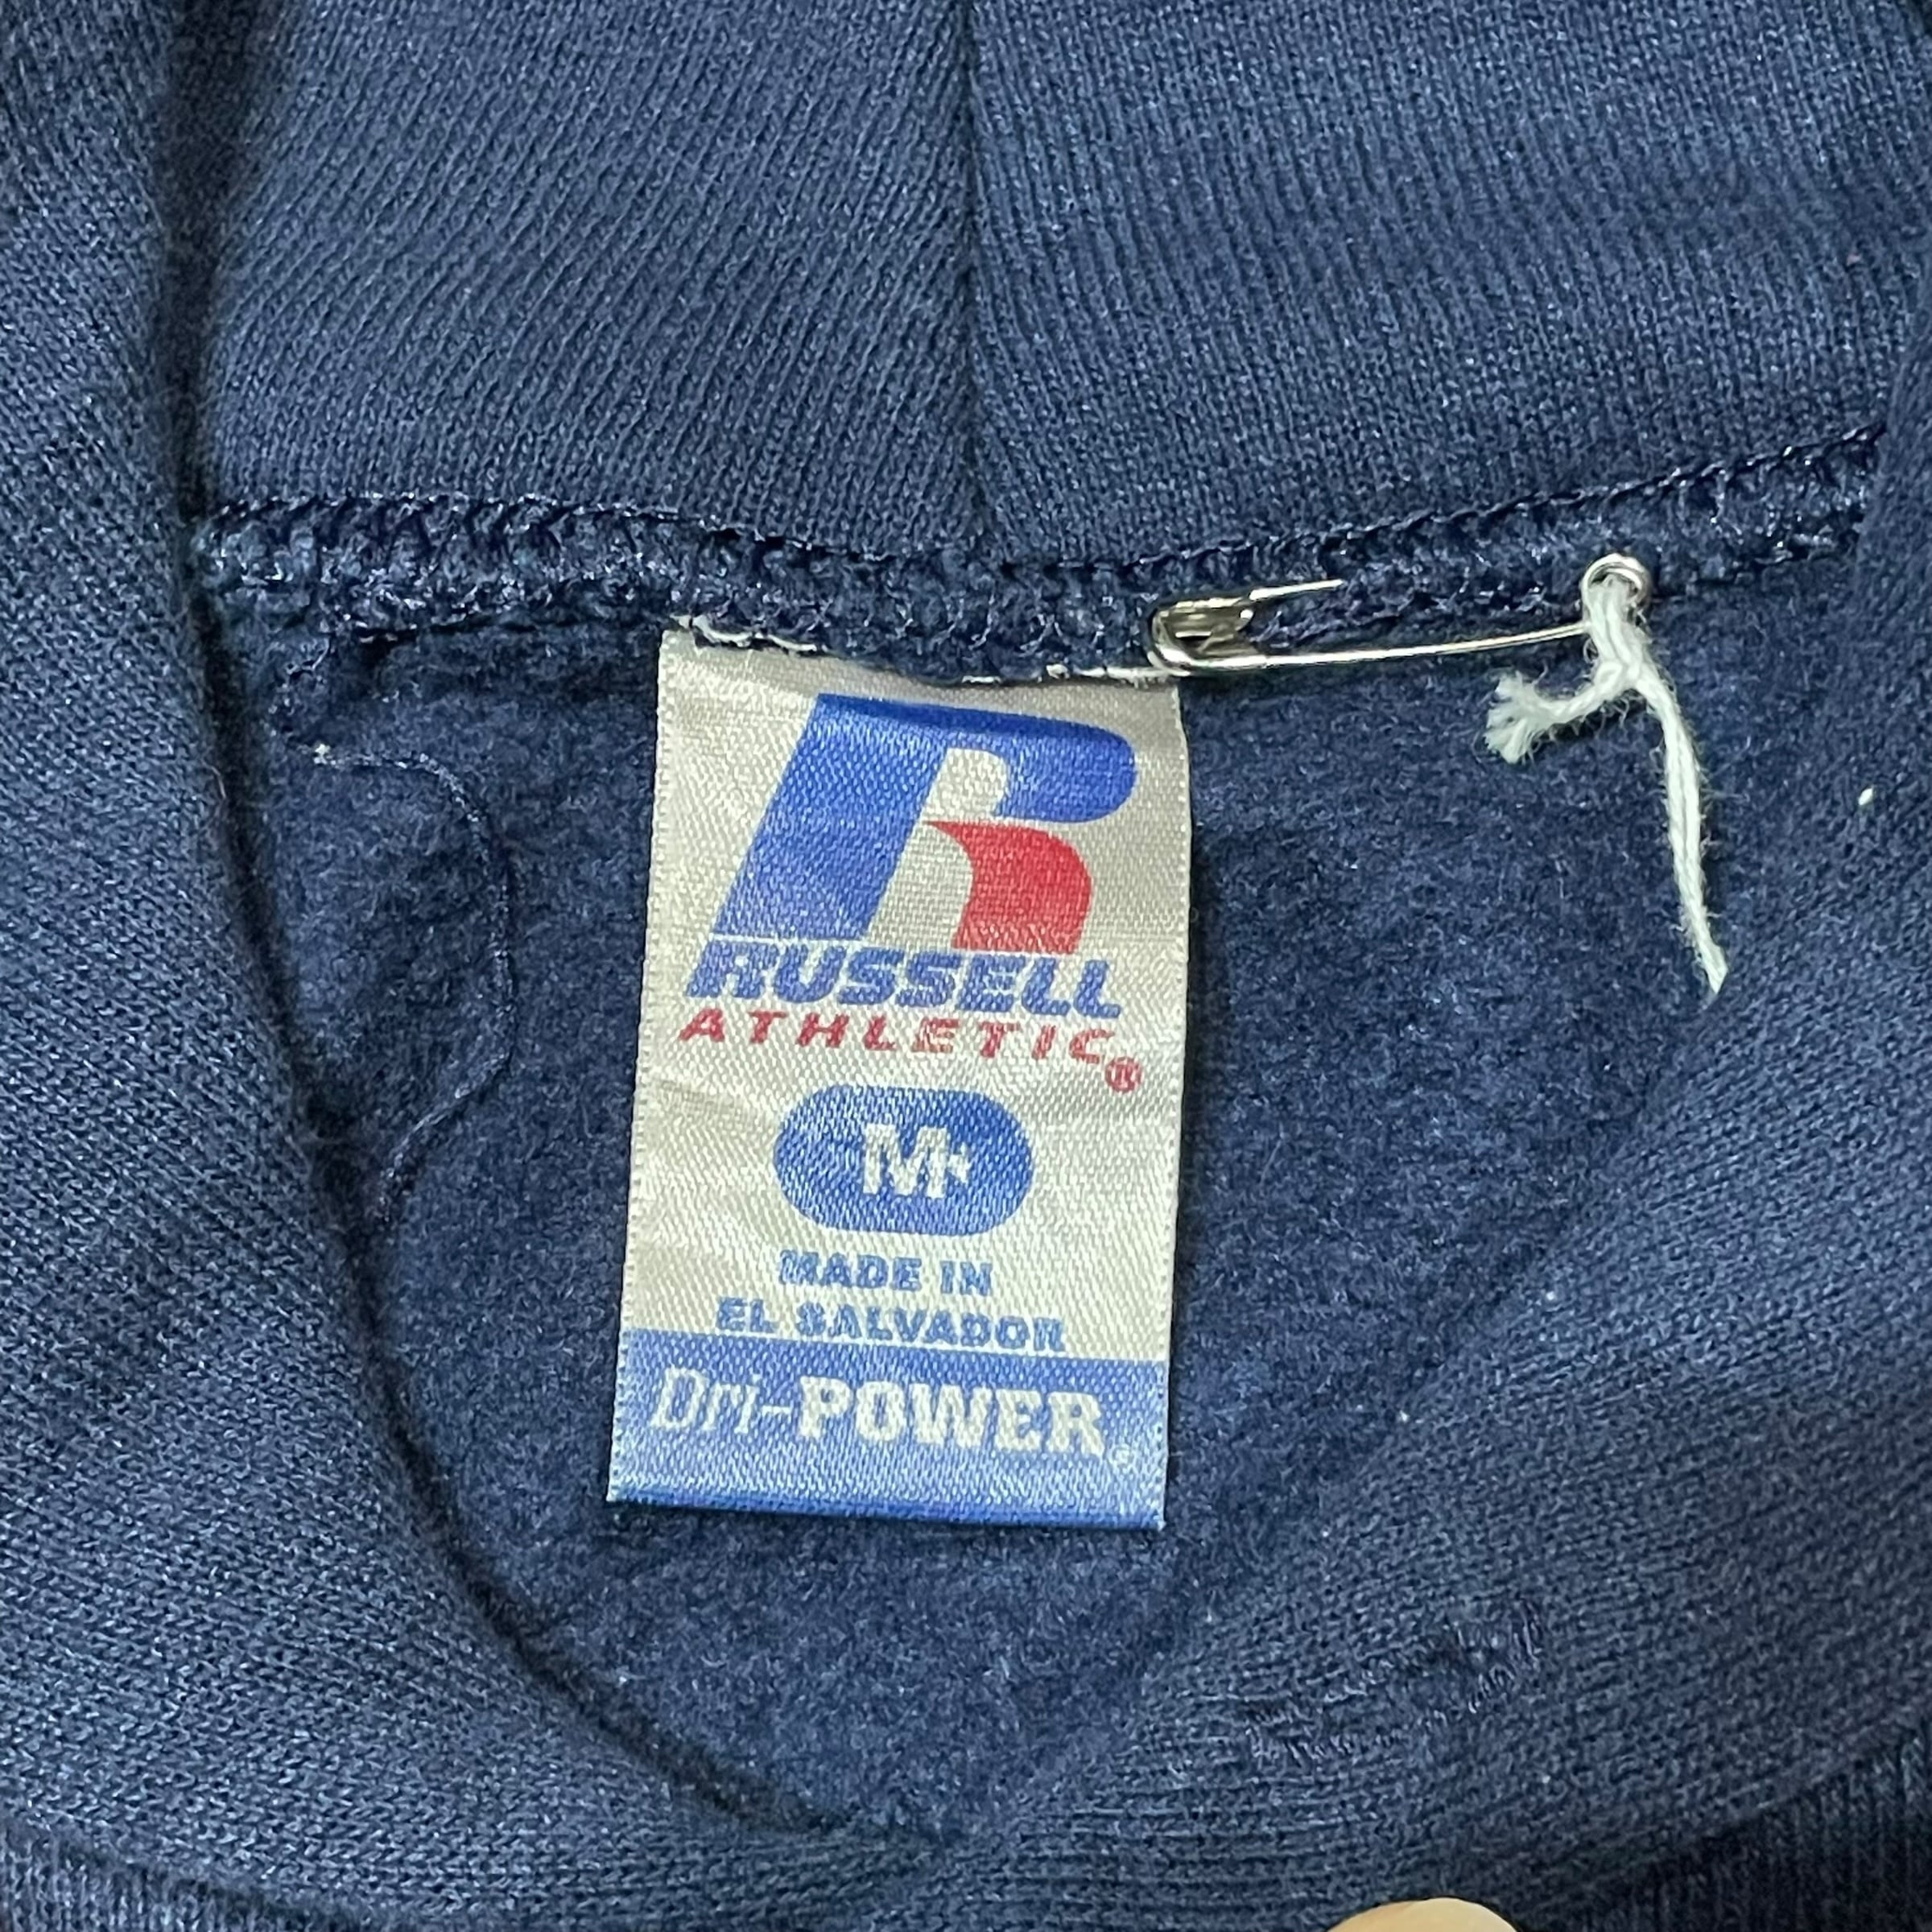 R
RUSSELL
ATHLETIC®
M
MADE IN
EL SALVADOR
Dri-POWER®